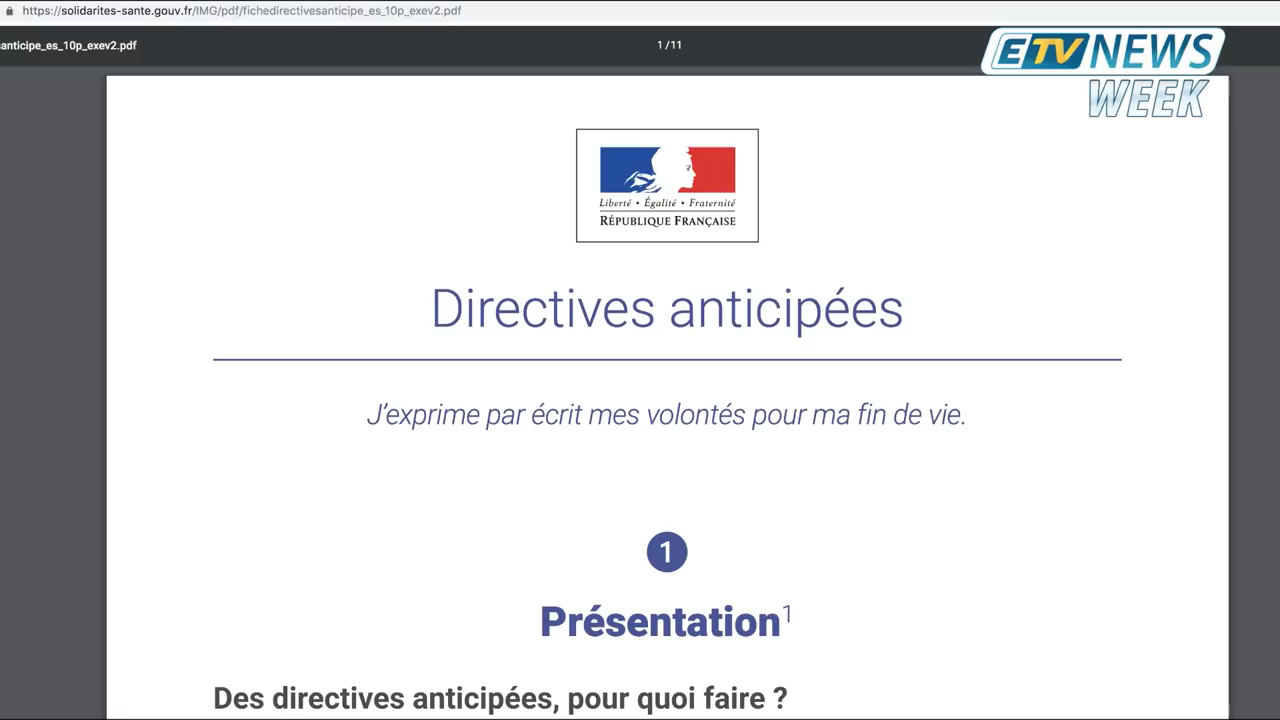 https://solidarites-sante.gouv.fr/IMG/pdf/fichedirectivesanticipe_es_10p_exev2.pdf
anticipe_es_10p_exev2.pdf
1 / 11
ETV NEWS
WEEK
Liberté • Égalité • Fraternité
RÉPUBLIQUE FRANÇAISE
Directives anticipées
J’exprime par écrit mes volontés pour ma fin de vie.
1
Présentation1
Des directives anticipées, pour quoi faire ?